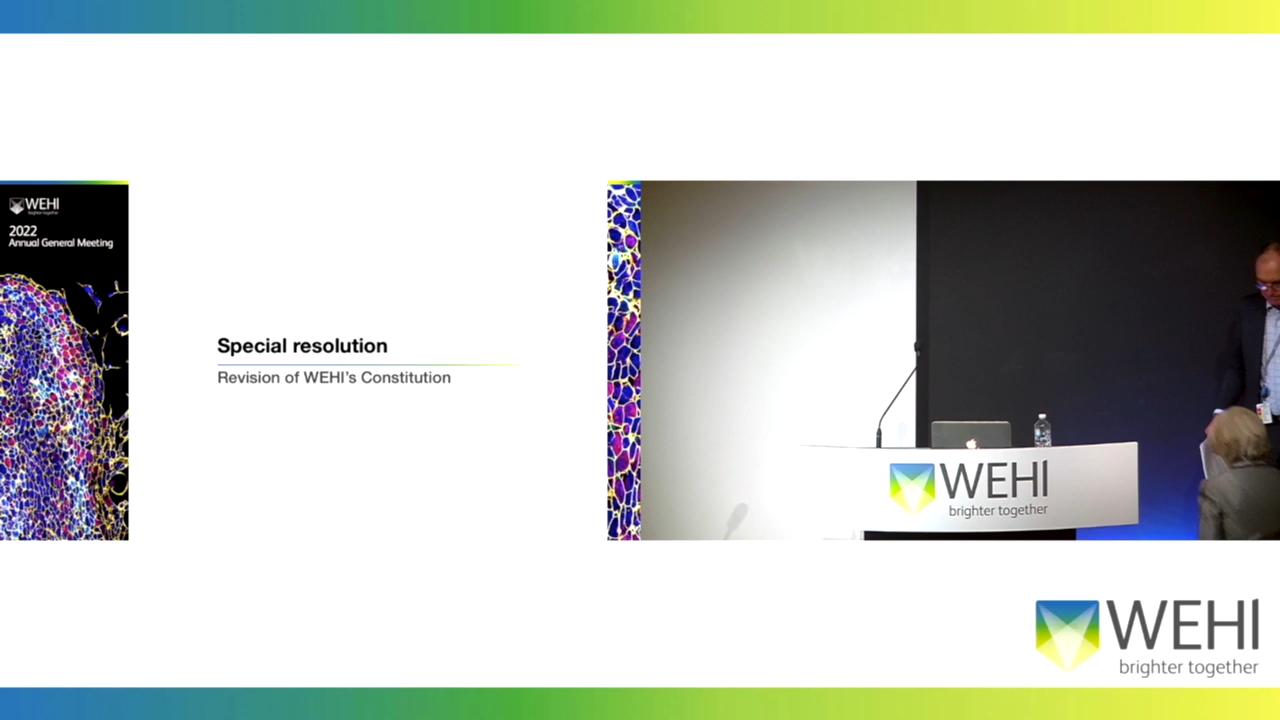 WEHI
brighter together
2022
Annual General Meeting
Special resolution
Revision of WEHI's Constitution
WEHI
brighter together
WEHI
brighter together